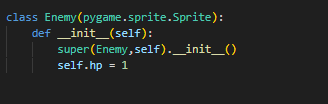 class Enemy(pygame.sprite.Sprite):
    def __init__(self):
        super(Enemy,self).__init__()
        self.hp = 1